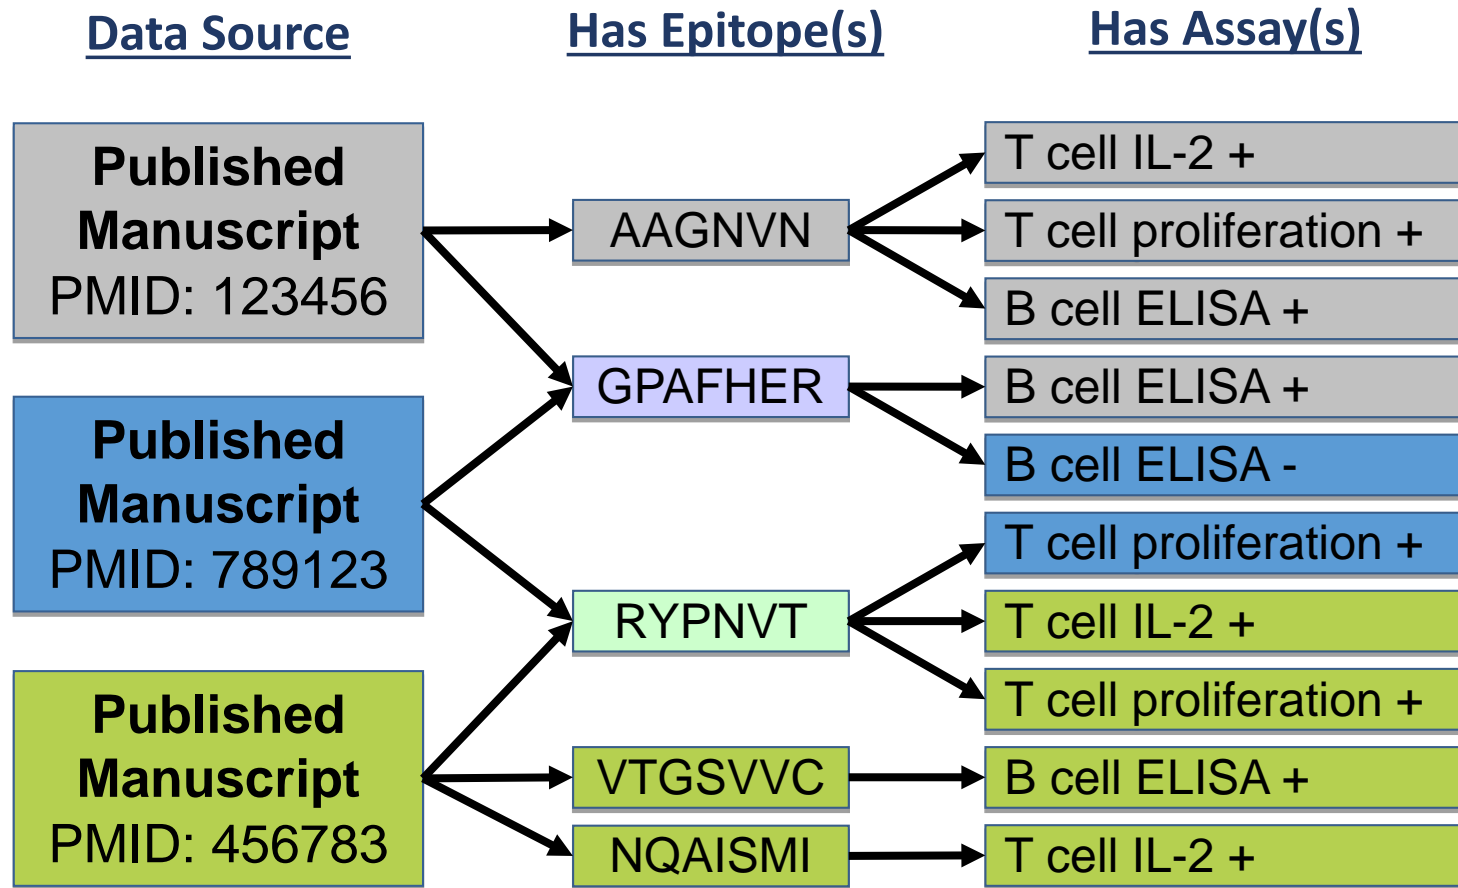 Data Source
Has Epitope(s)
Has Assay(s)
Published
Manuscript
PMID: 123456
Published
Manuscript
PMID: 789123
Published
Manuscript
PMID: 456783
AAGNVN
GPAFHER
RYPNVT
VTGSVVC
NQAISMI
T cell IL-2 +
T cell proliferation +
B cell ELISA +
B cell ELISA +
B cell ELISA -
T cell proliferation +
T cell IL-2 +
T cell proliferation +
B cell ELISA +
T cell IL-2 +